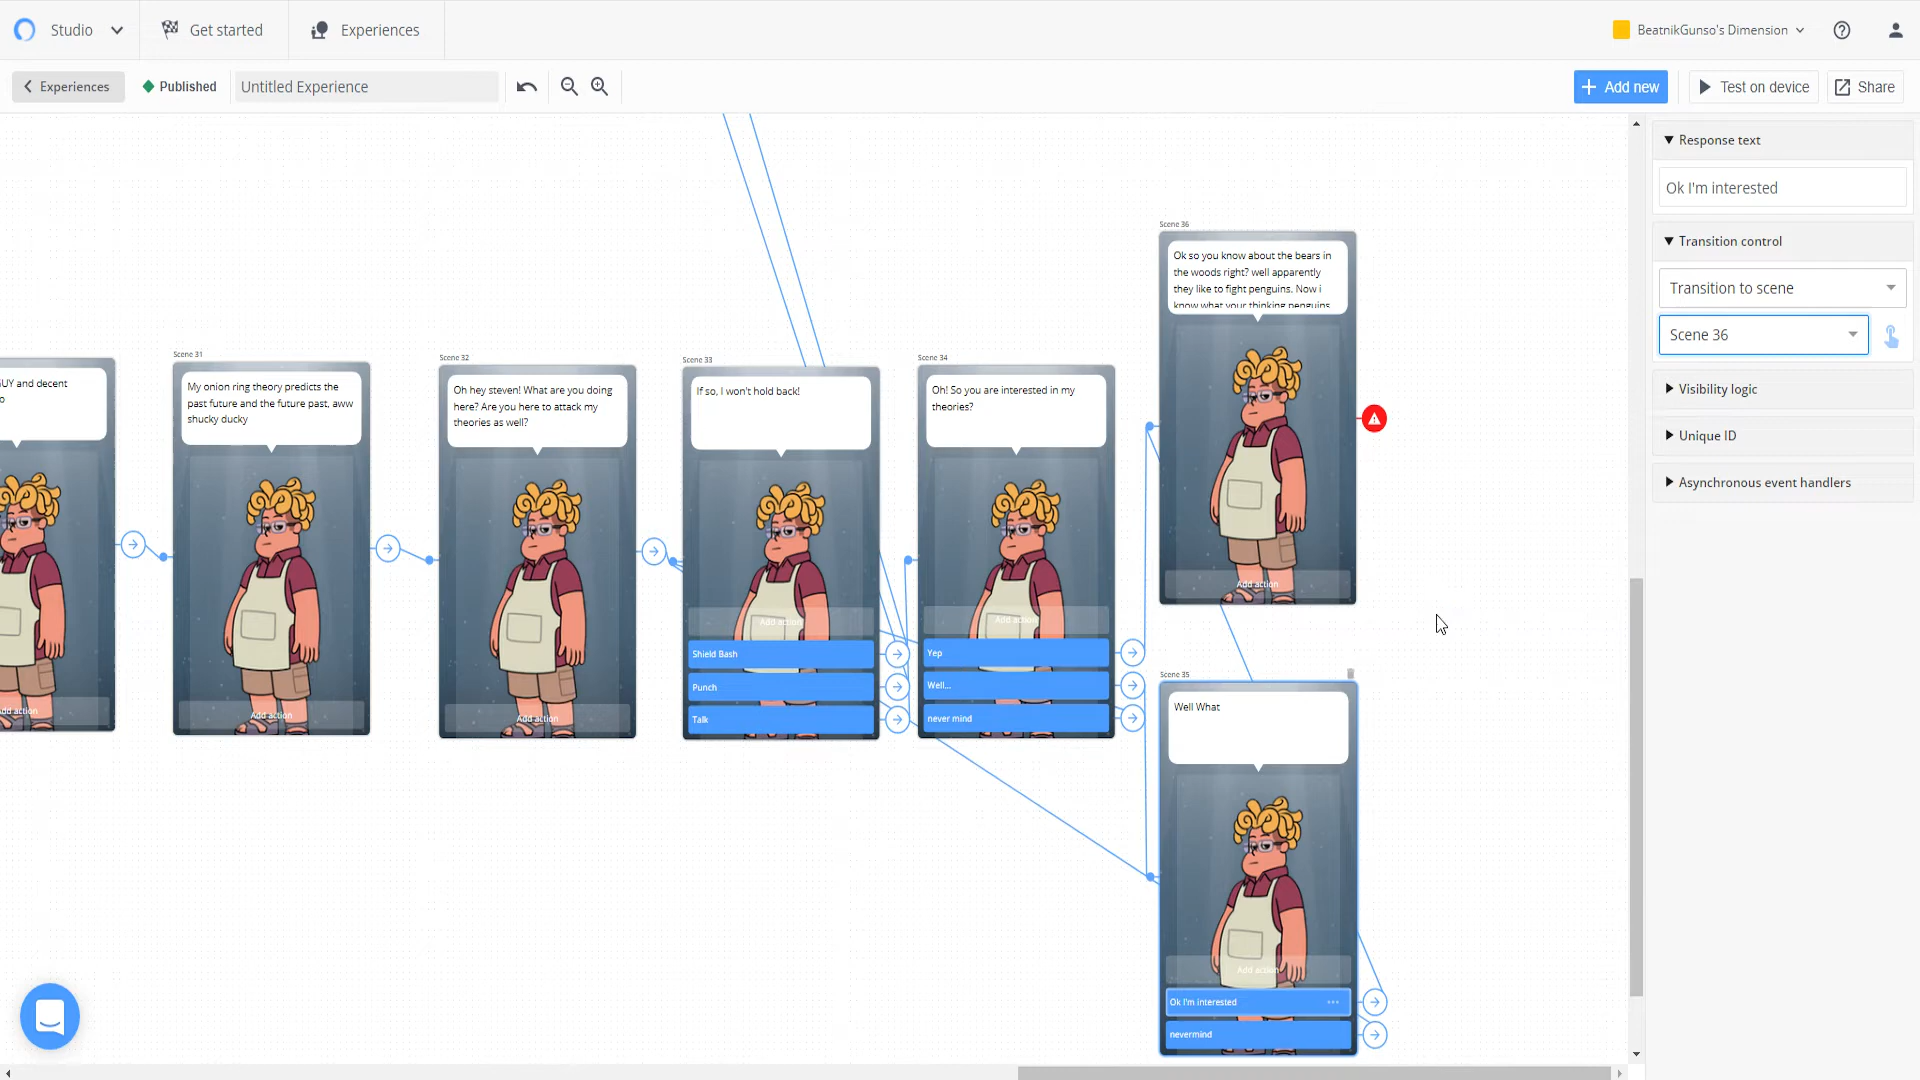 Studio
Get started
Experiences
BeatnikGunso's Dimension
Experiences
Published
Untitled Experience
Add new
Test on device
Share
Response text
Ok I'm interested
Transition control
Transition to scene
Scene 36
Visibility logic
Unique ID
Asynchronous event handlers
GUY and decent
o
Add action
Scene 31
My onion ring theory predicts the
past future and the future past, aww
shucky ducky
Add action
Scene 32
Oh hey steven! What are you doing
here? Are you here to attack my
theories as well?
Add action
Scene 33
If so, I won't hold back!
Add action
Shield Bash
Punch
Talk
Scene 34
Oh! So you are interested in my
theories?
Add action
Yep
Well...
never mind
Scene 36
Ok so you know about the bears in
the woods right? well apparently
they like to fight penguins. Now i
know what your thinking penguins
Add action
Scene 35
Well What
Add action
Ok I'm interested
nevermind